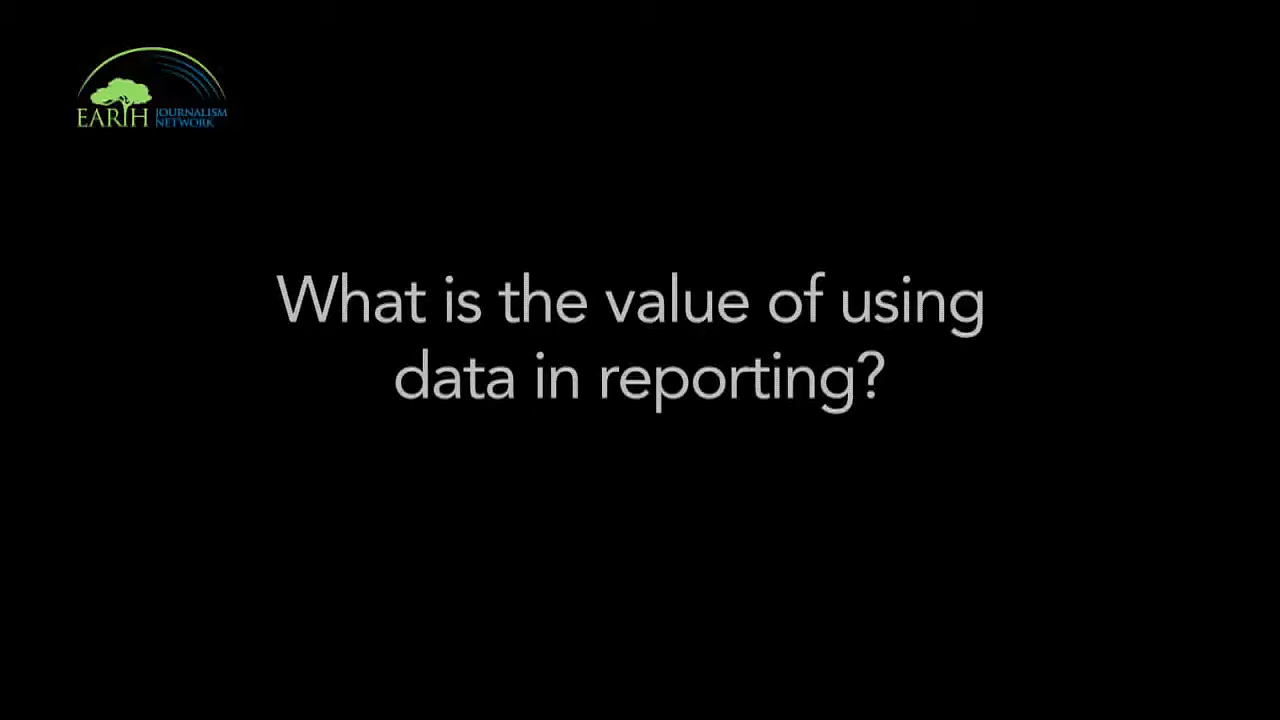 EARTH JOURNALISM
NETWORK
What is the value of using
data in reporting?